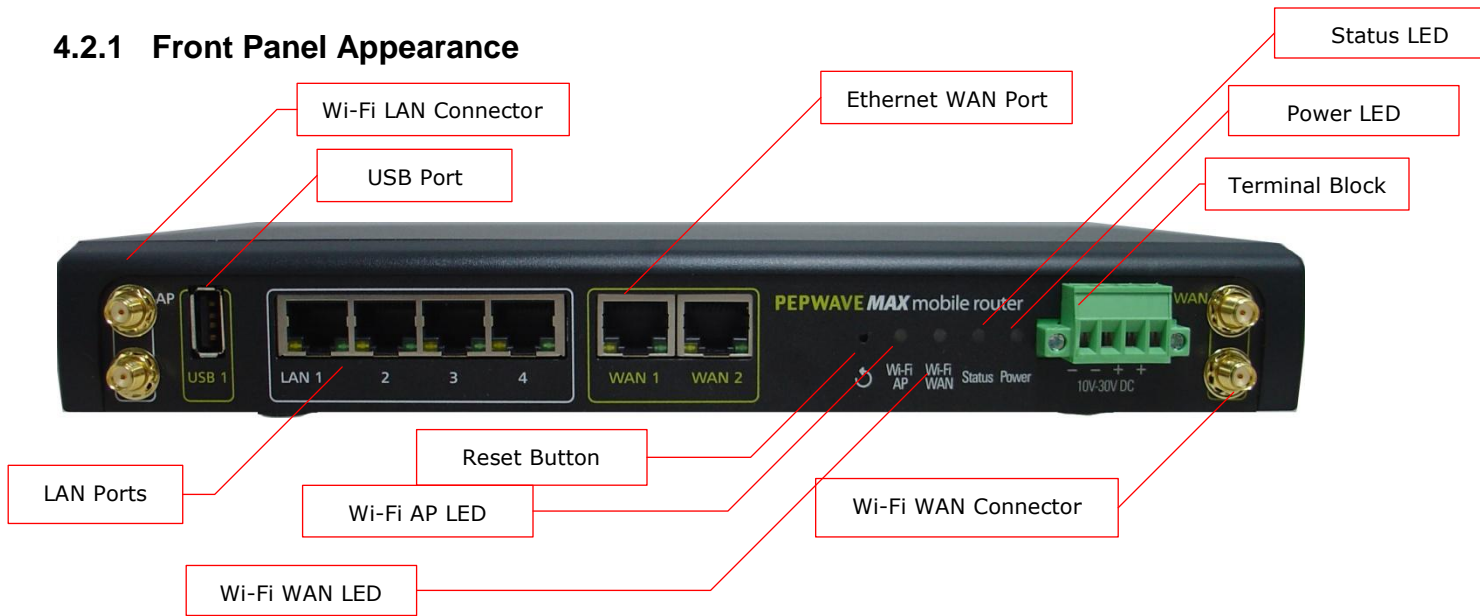 4.2.1 Front Panel Appearance
Status LED
Wi-Fi LAN Connector
Ethernet WAN Port
Power LED
USB Port
Terminal Block
AP
PEPWAVE MAX mobile router
WAN
USB 1
LAN 1 2 3 4
WAN 1 WAN 2
Wi-Fi AP
Wi-Fi WAN
Status
Power
− − + +
10V-30V DC
Reset Button
LAN Ports
Wi-Fi AP LED
Wi-Fi WAN Connector
Wi-Fi WAN LED